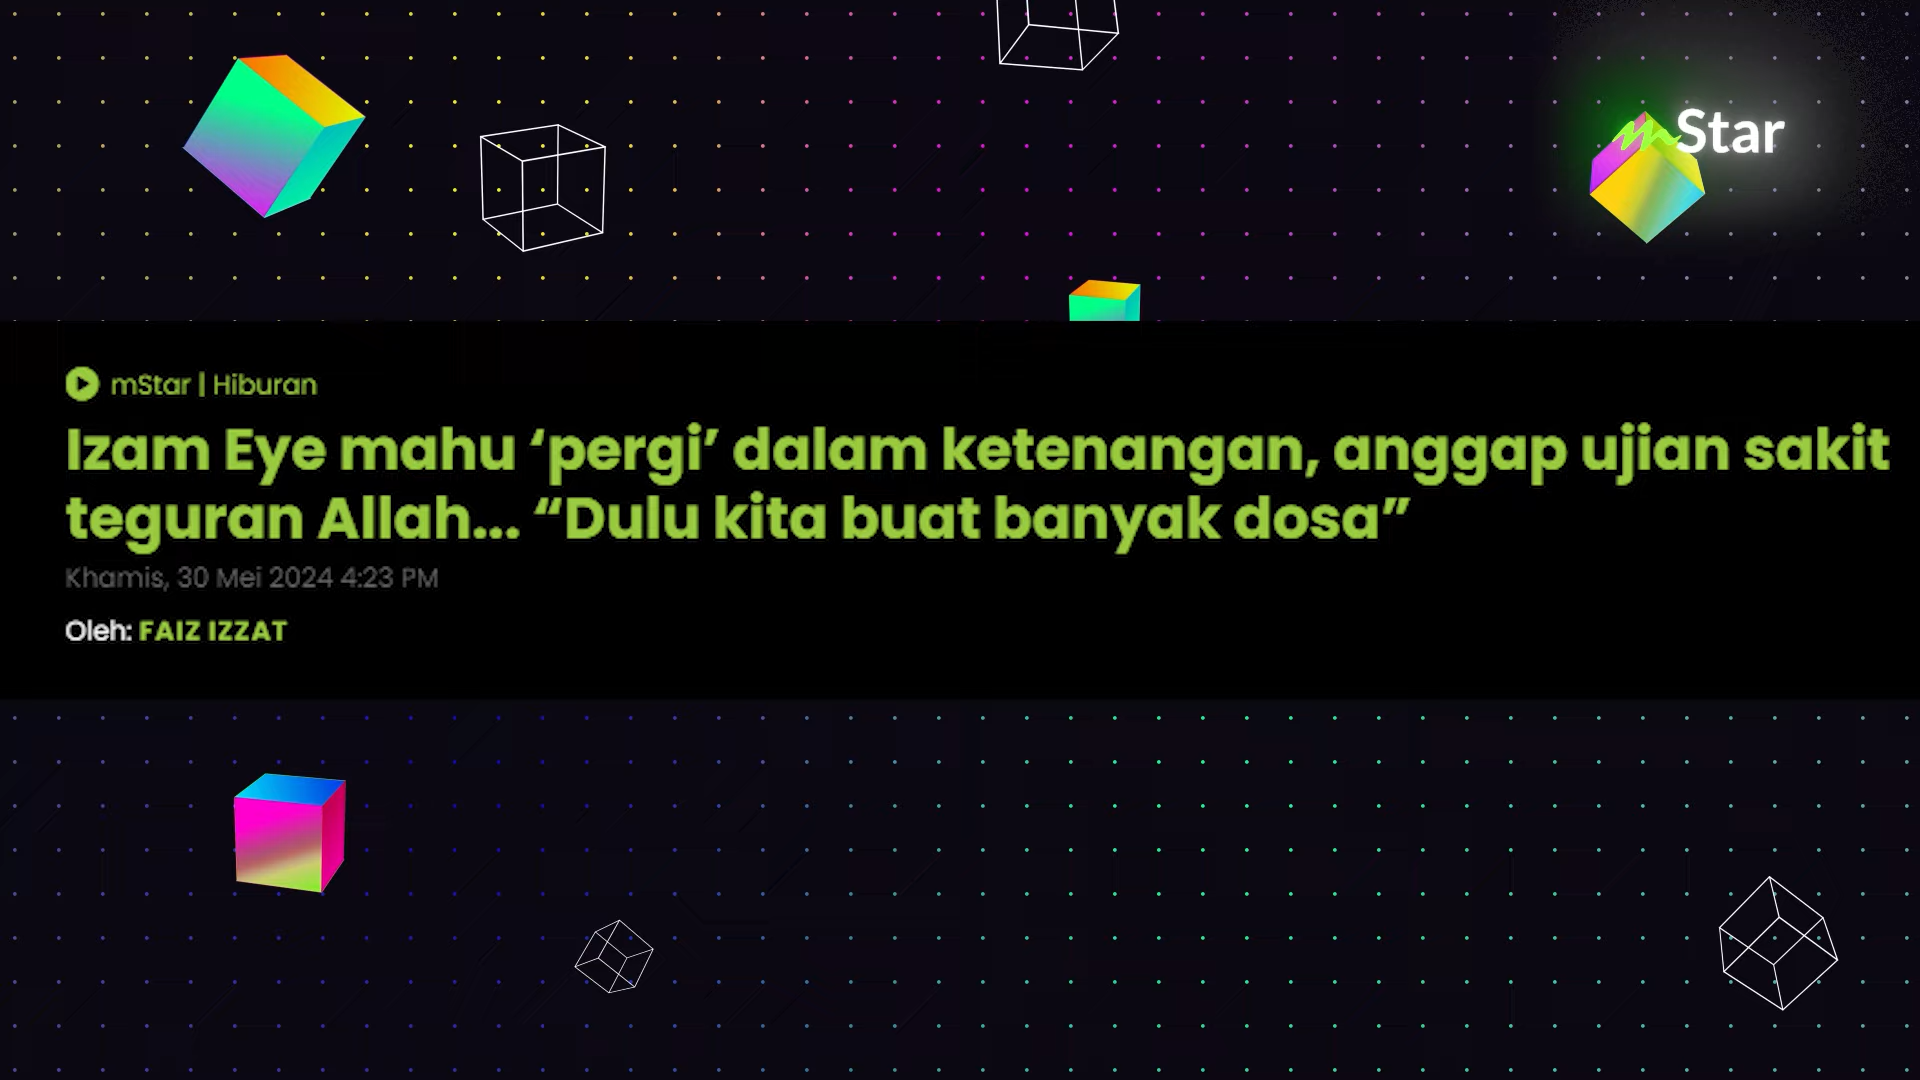 mStar
mStar | Hiburan
Izam Eye mahu ‘pergi’ dalam ketenangan, anggap ujian sakit
teguran Allah... “Dulu kita buat banyak dosa”
Khamis, 30 Mei 2024 4:23 PM
Oleh: FAIZ IZZAT